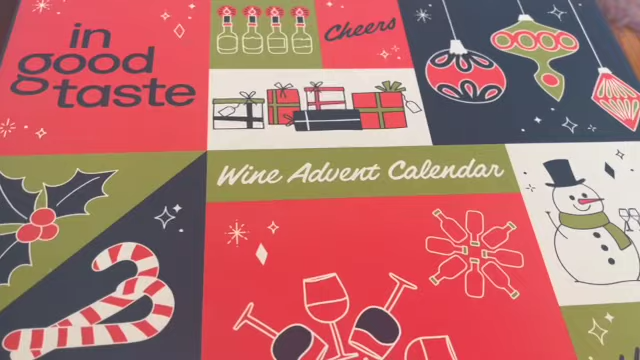 in
good
taste
Cheers
Wine Advent Calendar